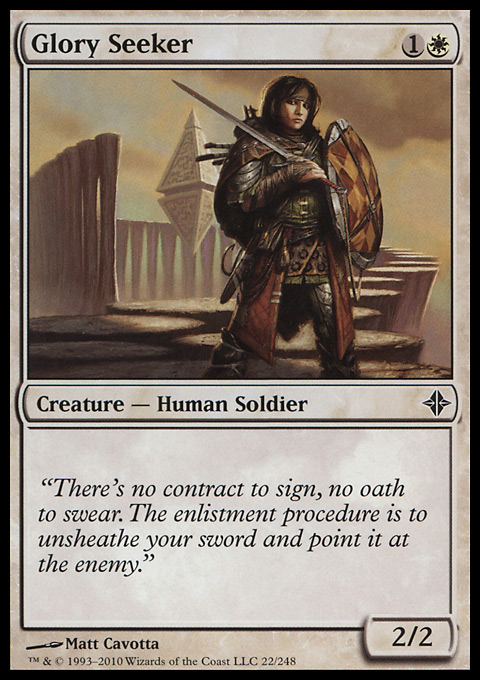 Glory Seeker 1
Creature — Human Soldier
“There’s no contract to sign, no oath
to swear. The enlistment procedure is to
unsheathe your sword and point it at
the enemy.”
2/2
Matt Cavotta
™ & © 1993–2010 Wizards of the Coast LLC 22/248